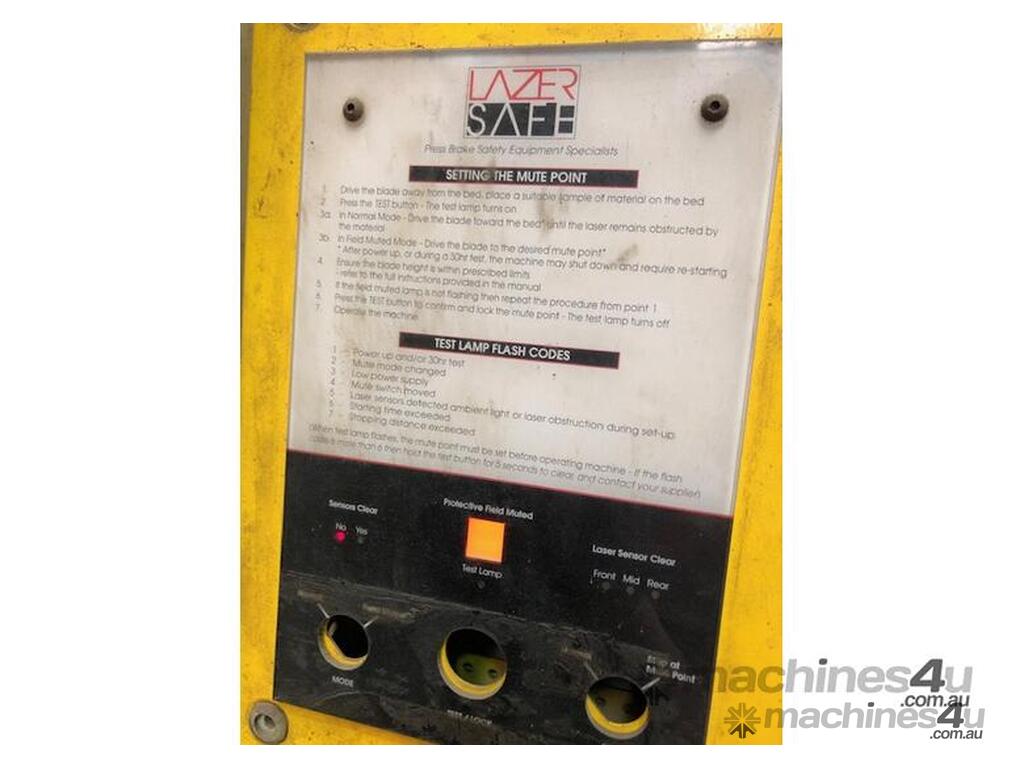 LAZER
SAFE
Press Brake Safety Equipment Specialists
SETTING THE MUTE POINT
1. Drive the blade away from the bed, place a suitable sample of material on the bed
2. Press the TEST button - The test lamp turns on
3a. In Normal Mode - Drive the blade toward the bed* until the laser remains obstructed by
the material
3b. In Field Muted Mode - Drive the blade to the desired mute point*
* After power up, or during a 30hr test, the machine may shut down and require re-starting
4. Ensure the blade height is within prescribed limits
- refer to the full instructions provided in the manual
5. If the field muted lamp is not flashing then repeat the procedure from point 1
6. Press the TEST button to confirm and lock the mute point - The test lamp turns off
7. Operate the machine
TEST LAMP FLASH CODES
1 - Power up and/or 30hr test
2 - Mute mode changed
3 - Low power supply
4 - Mute switch moved
5 - Laser sensors detected ambient light or laser obstruction during set-up
6 - Starting time exceeded
7 - Stopping distance exceeded
(When test lamp flashes, the mute point must be set before operating machine - If the flash
code is more than 6 then hold the test button for 5 seconds to clear, and contact your supplier)
Sensors Clear
No Yes
Protective Field Muted
Test Lamp
Laser Sensor Clear
Front Mid Rear
MODE
TEST / LOCK
Stop at
Mute Point
machines4u
.com.au
machines4u
.com.au